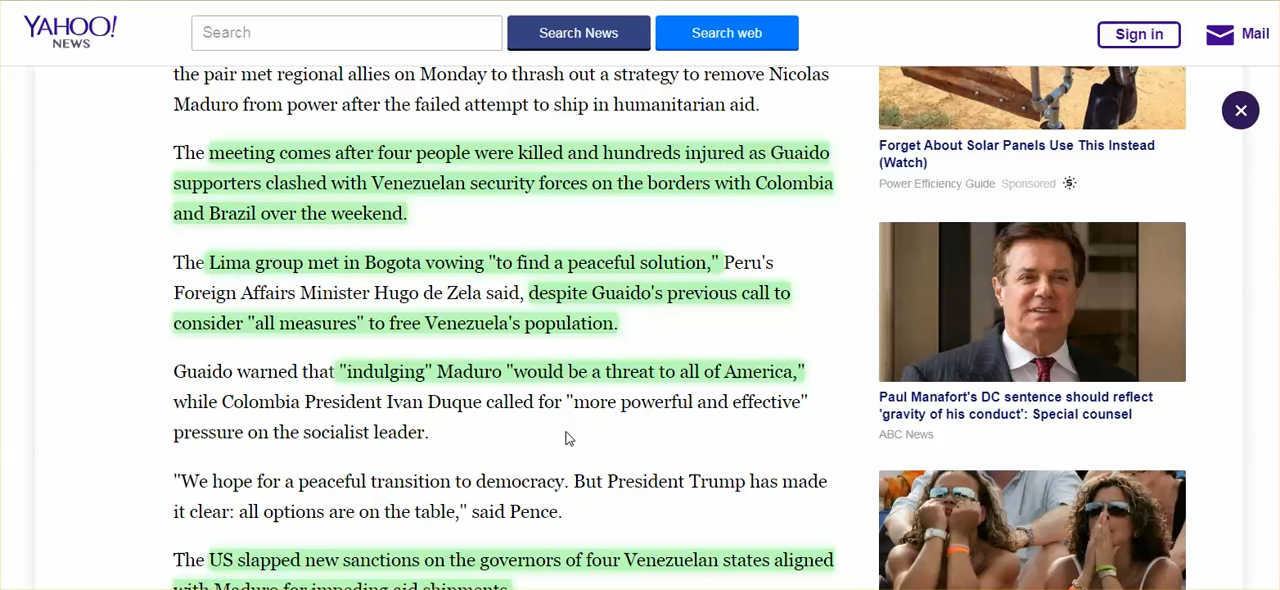 YAHOO!
NEWS
Search
Search News
Search web
Sign in
Mail
the pair met regional allies on Monday to thrash out a strategy to remove Nicolas
Maduro from power after the failed attempt to ship in humanitarian aid.
The meeting comes after four people were killed and hundreds injured as Guaido
supporters clashed with Venezuelan security forces on the borders with Colombia
and Brazil over the weekend.
The Lima group met in Bogota vowing "to find a peaceful solution," Peru's
Foreign Affairs Minister Hugo de Zela said, despite Guaido's previous call to
consider "all measures" to free Venezuela's population.
Guaido warned that "indulging" Maduro "would be a threat to all of America,"
while Colombia President Ivan Duque called for "more powerful and effective"
pressure on the socialist leader.
"We hope for a peaceful transition to democracy. But President Trump has made
it clear: all options are on the table," said Pence.
The US slapped new sanctions on the governors of four Venezuelan states aligned
with Maduro for impeding aid shipments.
Forget About Solar Panels Use This Instead
(Watch)
Power Efficiency Guide Sponsored
Paul Manafort's DC sentence should reflect
'gravity of his conduct': Special counsel
ABC News